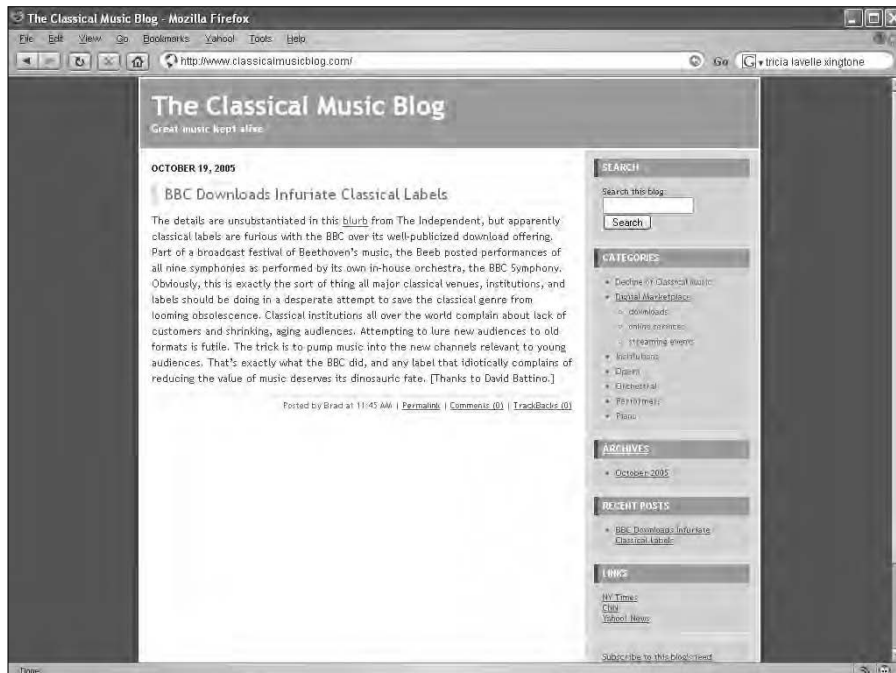 The Classical Music Blog - Mozilla Firefox
File Edit View Go Bookmarks Yahoo! Tools Help
http://www.classicalmusicblog.com/
Go
G
tricia lavelle xingtone
The Classical Music Blog
Great music kept alive
OCTOBER 19, 2005
BBC Downloads Infuriate Classical Labels
The details are unsubstantiated in this blurb from The Independent, but apparently
classical labels are furious with the BBC over its well-publicized download offering.
Part of a broadcast festival of Beethoven's music, the Beeb posted performances of
all nine symphonies as performed by its own in-house orchestra, the BBC Symphony.
Obviously, this is exactly the sort of thing all major classical venues, institutions, and
labels should be doing in a desperate attempt to save the classical genre from
looming obsolescence. Classical institutions all over the world complain about lack of
customers and shrinking, aging audiences. Attempting to lure new audiences to old
formats is futile. The trick is to pump music into the new channels relevant to young
audiences. That's exactly what the BBC did, and any label that idiotically complains of
reducing the value of music deserves its dinosauric fate. [Thanks to David Battino.]
Posted by Brad at 11:45 AM | Permalink | Comments (0) | TrackBacks (0)
SEARCH
Search this blog:
Search
CATEGORIES
Decline of Classical Music
Digital Marketplace
downloads
online services
streaming events
Institutions
Opera
Orchestral
Performers
Piano
ARCHIVES
October 2005
RECENT POSTS
BBC Downloads Infuriate
Classical Labels
LINKS
NY Times
CNN
Yahoo! News
Subscribe to this blog's feed
Done